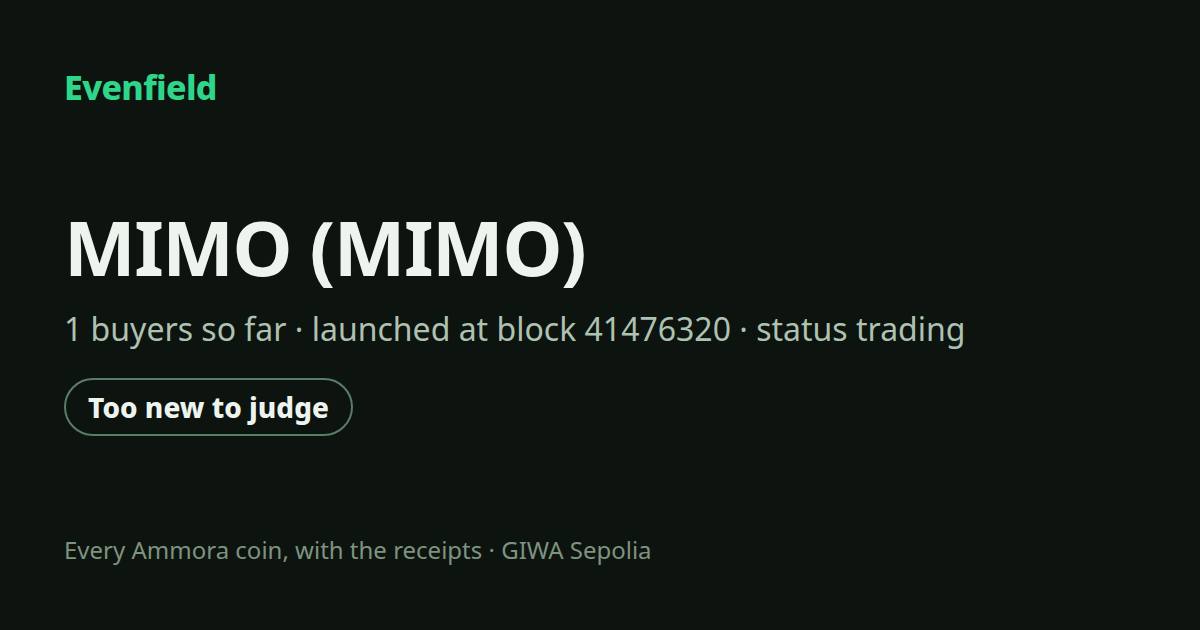 Evenfield
MIMO (MIMO)
1 buyers so far · launched at block 41476320 · status trading
Too new to judge
Every Ammora coin, with the receipts · GIWA Sepolia